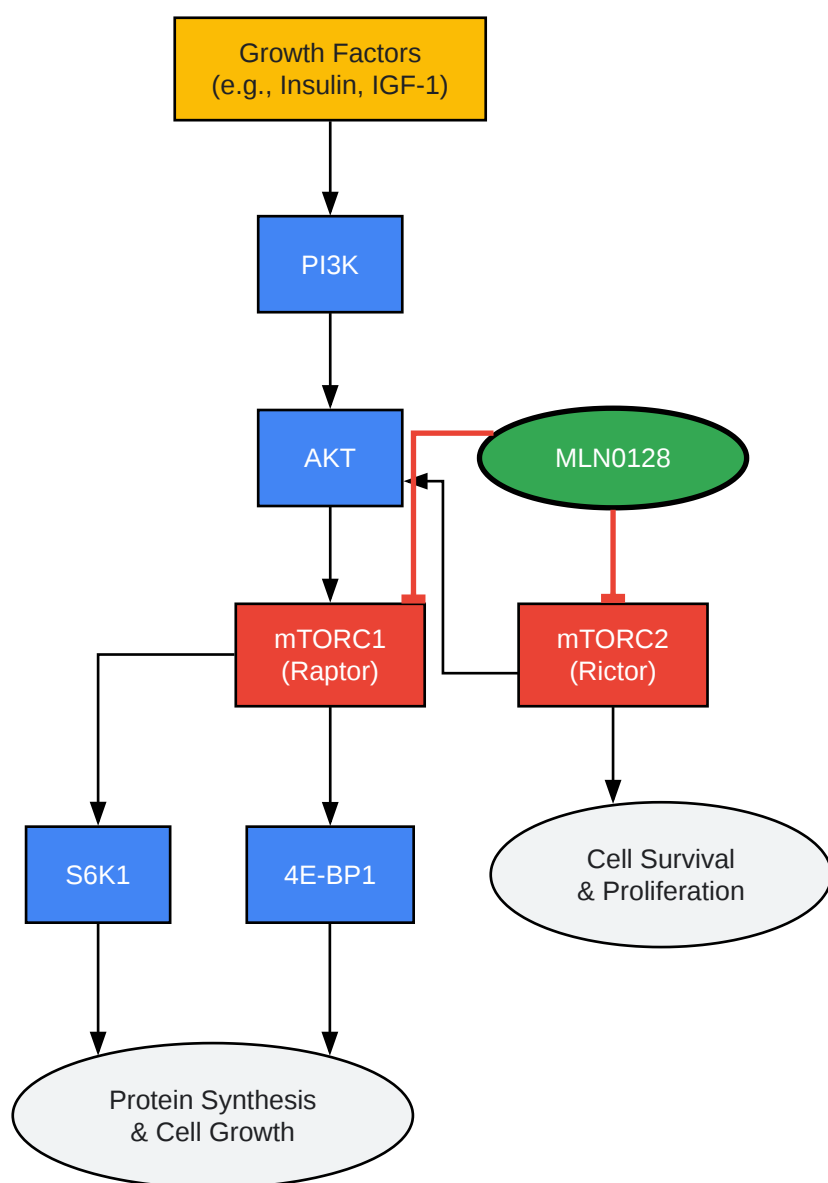 Growth Factors
(e.g., Insulin, IGF-1)
PI3K
AKT
MLN0128
mTORC1
(Raptor)
mTORC2
(Rictor)
S6K1
4E-BP1
Cell Survival
& Proliferation
Protein Synthesis
& Cell Growth